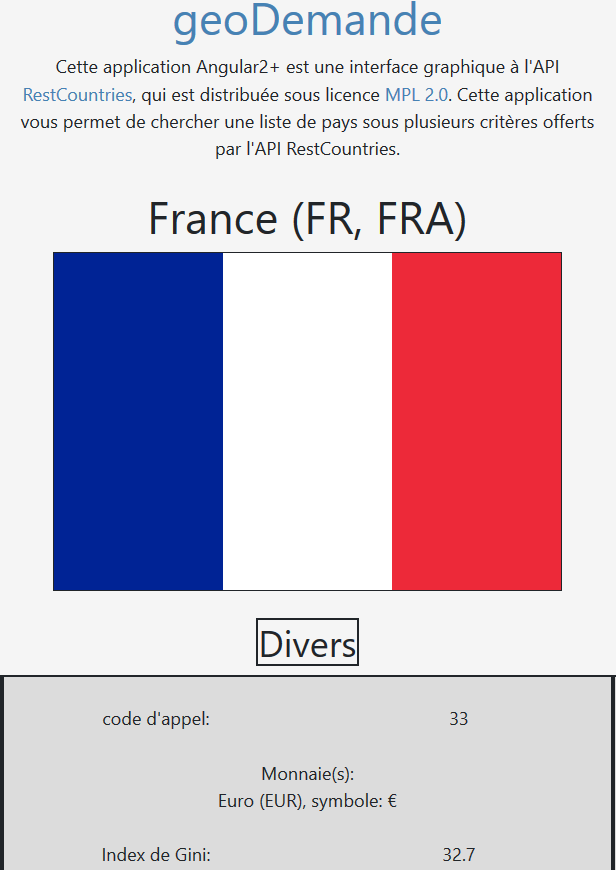 geoDemande
Cette application Angular2+ est une interface graphique à l'API
RestCountries, qui est distribuée sous licence MPL 2.0. Cette application
vous permet de chercher une liste de pays sous plusieurs critères offerts
par l'API RestCountries.
France (FR, FRA)
Divers
code d'appel: 33
Monnaie(s):
Euro (EUR), symbole: €
Index de Gini: 32.7